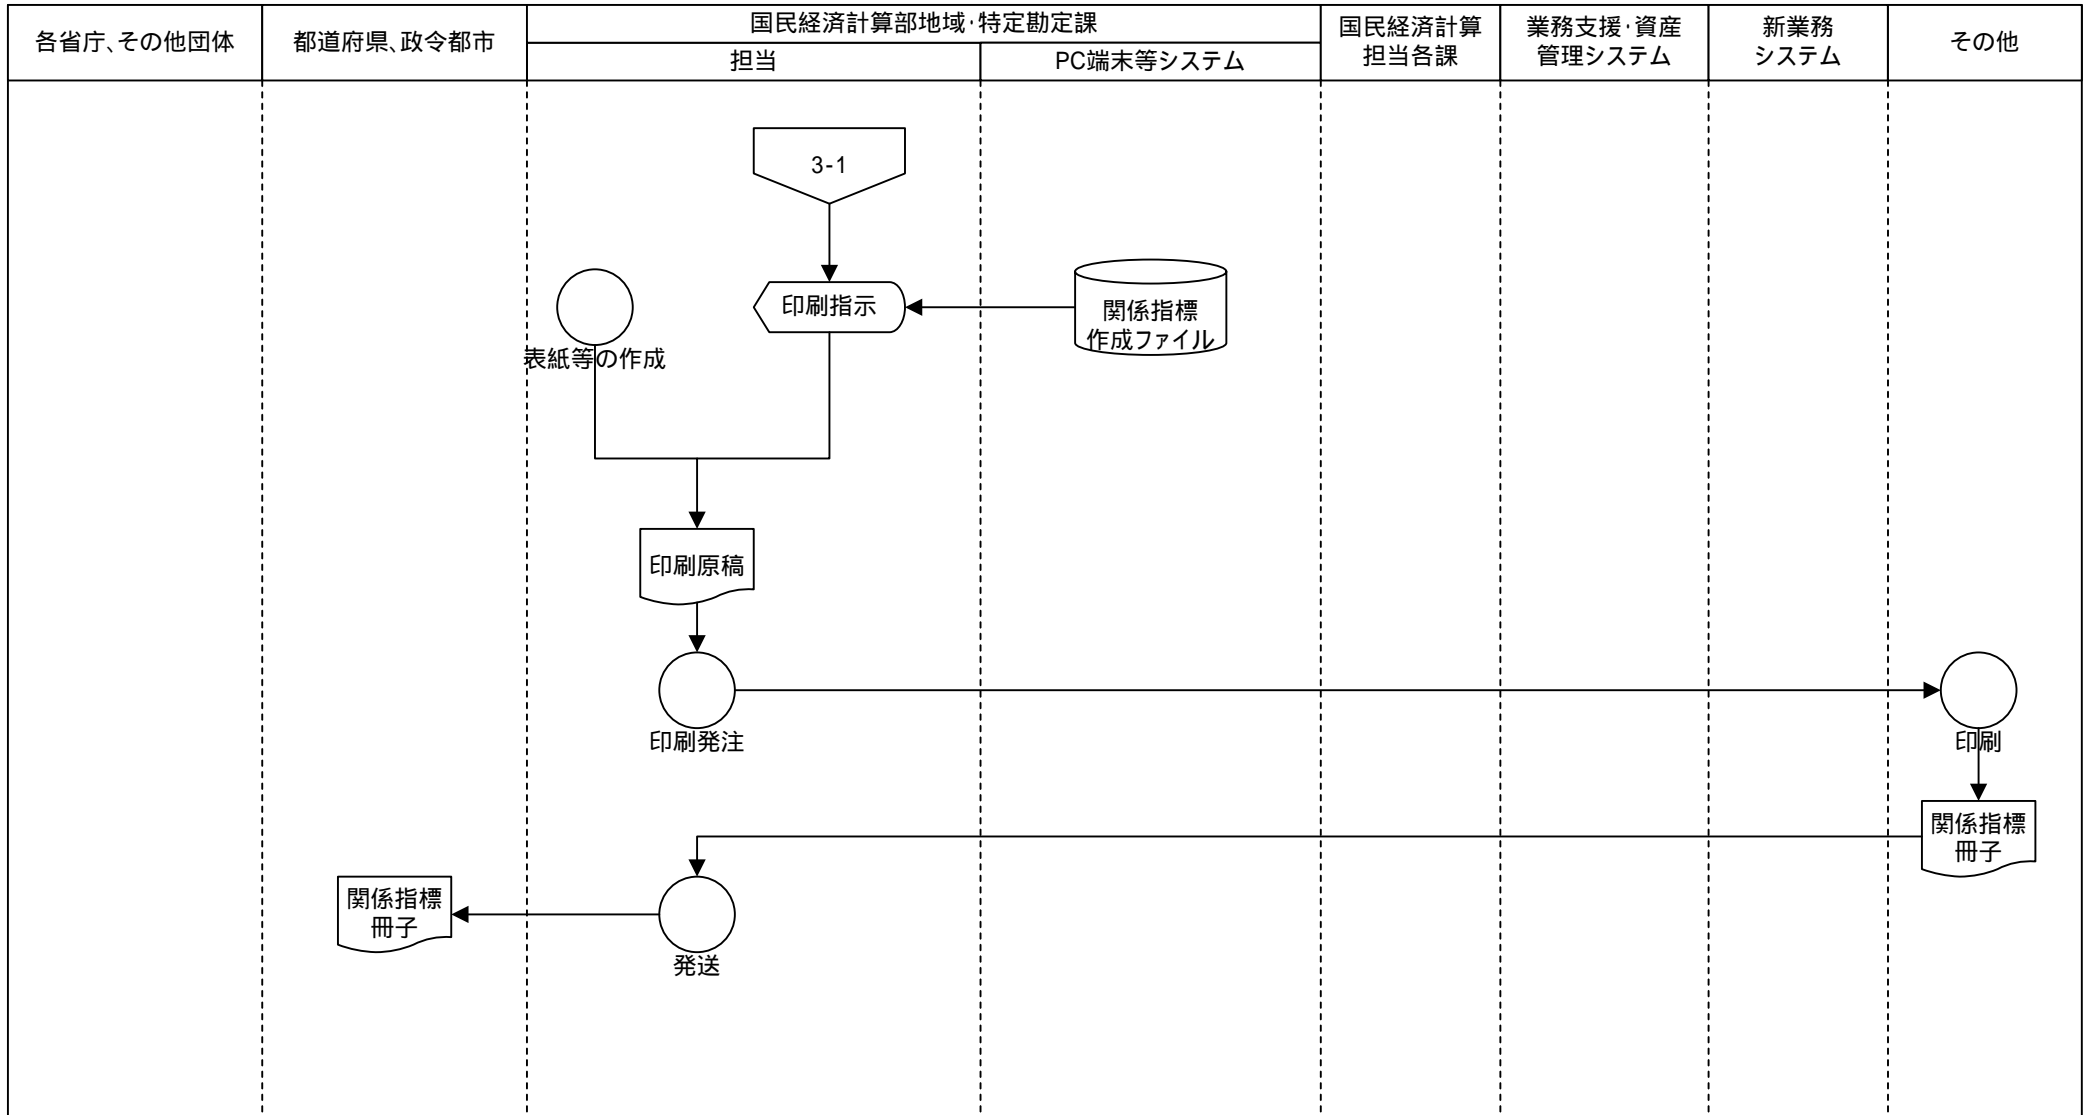 各省庁､その他団体
都道府県､政令都市
国民経済計算部地域･特定勘定課
担当
PC端末等システム
国民経済計算
担当各課
業務支援･資産
管理システム
新業務
システム
その他
3-1
印刷指示
関係指標
作成ファイル
表紙等の作成
印刷原稿
印刷発注
印刷
関係指標
冊子
関係指標
冊子
発送